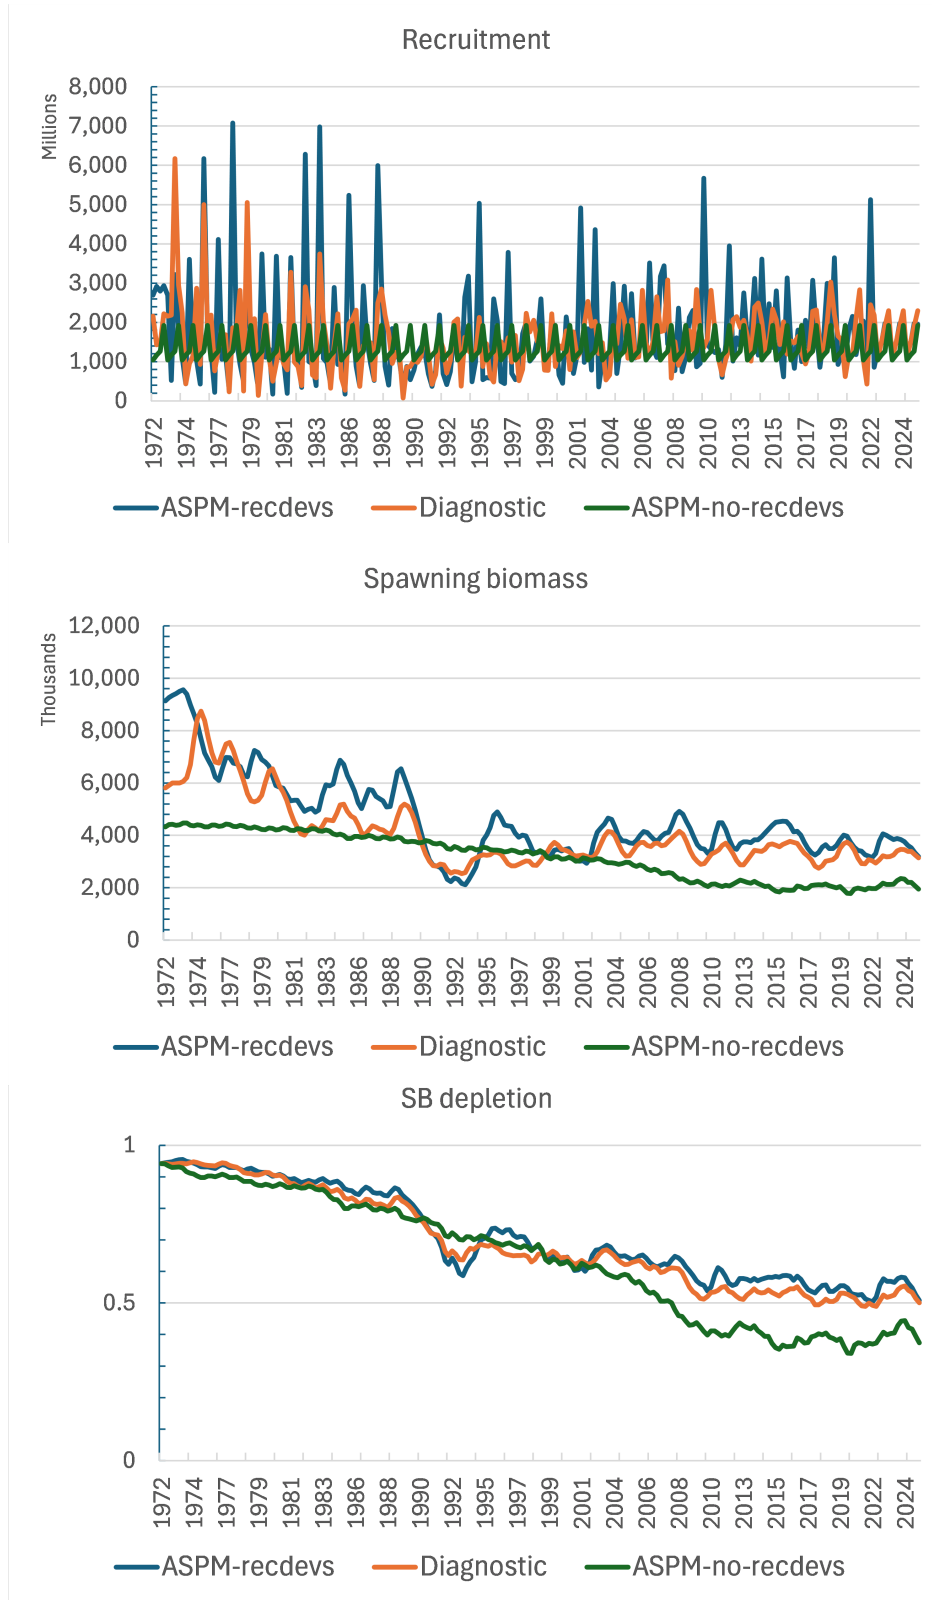 Recruitment
Millions
8,000
7,000
6,000
5,000
4,000
3,000
2,000
1,000
0
1972 1974 1977 1979 1981 1983 1986 1988 1990 1992 1995 1997 1999 2001 2004 2006 2008 2010 2013 2015 2017 2019 2022 2024
ASPM-recdevs Diagnostic ASPM-no-recdevs
Spawning biomass
Thousands
12,000
10,000
8,000
6,000
4,000
2,000
0
1972 1974 1977 1979 1981 1983 1986 1988 1990 1992 1995 1997 1999 2001 2004 2006 2008 2010 2013 2015 2017 2019 2022 2024
ASPM-recdevs Diagnostic ASPM-no-recdevs
SB depletion
1
0.5
0
1972 1974 1977 1979 1981 1983 1986 1988 1990 1992 1995 1997 1999 2001 2004 2006 2008 2010 2013 2015 2017 2019 2022 2024
ASPM-recdevs Diagnostic ASPM-no-recdevs